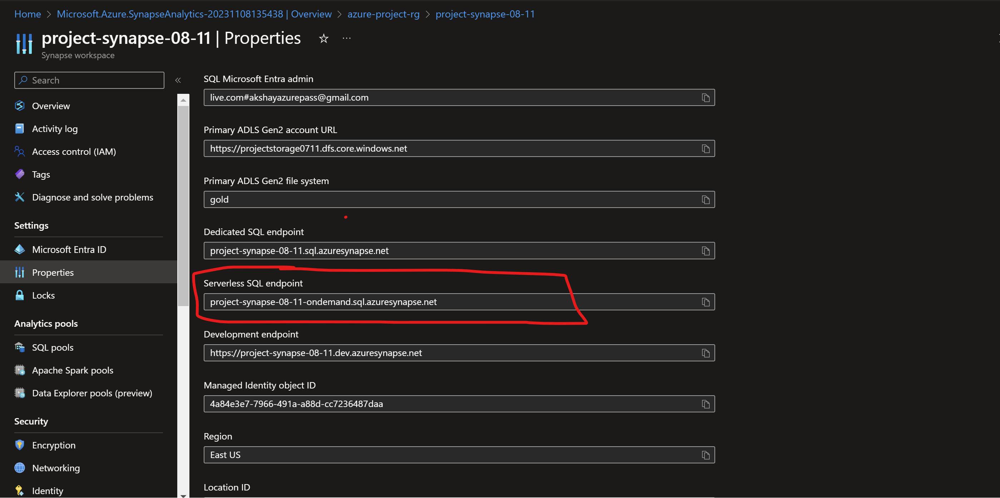 Home > Microsoft.Azure.SynapseAnalytics-20231108135438 | Overview > azure-project-rg > project-synapse-08-11
project-synapse-08-11 | Properties
Synapse workspace
Search
Overview
Activity log
Access control (IAM)
Tags
Diagnose and solve problems
Settings
Microsoft Entra ID
Properties
Locks
Analytics pools
SQL pools
Apache Spark pools
Data Explorer pools (preview)
Security
Encryption
Networking
Identity
SQL Microsoft Entra admin
live.com#akshayazurepass@gmail.com
Primary ADLS Gen2 account URL
https://projectstorage0711.dfs.core.windows.net
Primary ADLS Gen2 file system
gold
Dedicated SQL endpoint
project-synapse-08-11.sql.azuresynapse.net
Serverless SQL endpoint
project-synapse-08-11-ondemand.sql.azuresynapse.net
Development endpoint
https://project-synapse-08-11.dev.azuresynapse.net
Managed Identity object ID
4a84e3e7-7966-491a-a88d-cc7236487daa
Region
East US
Location ID